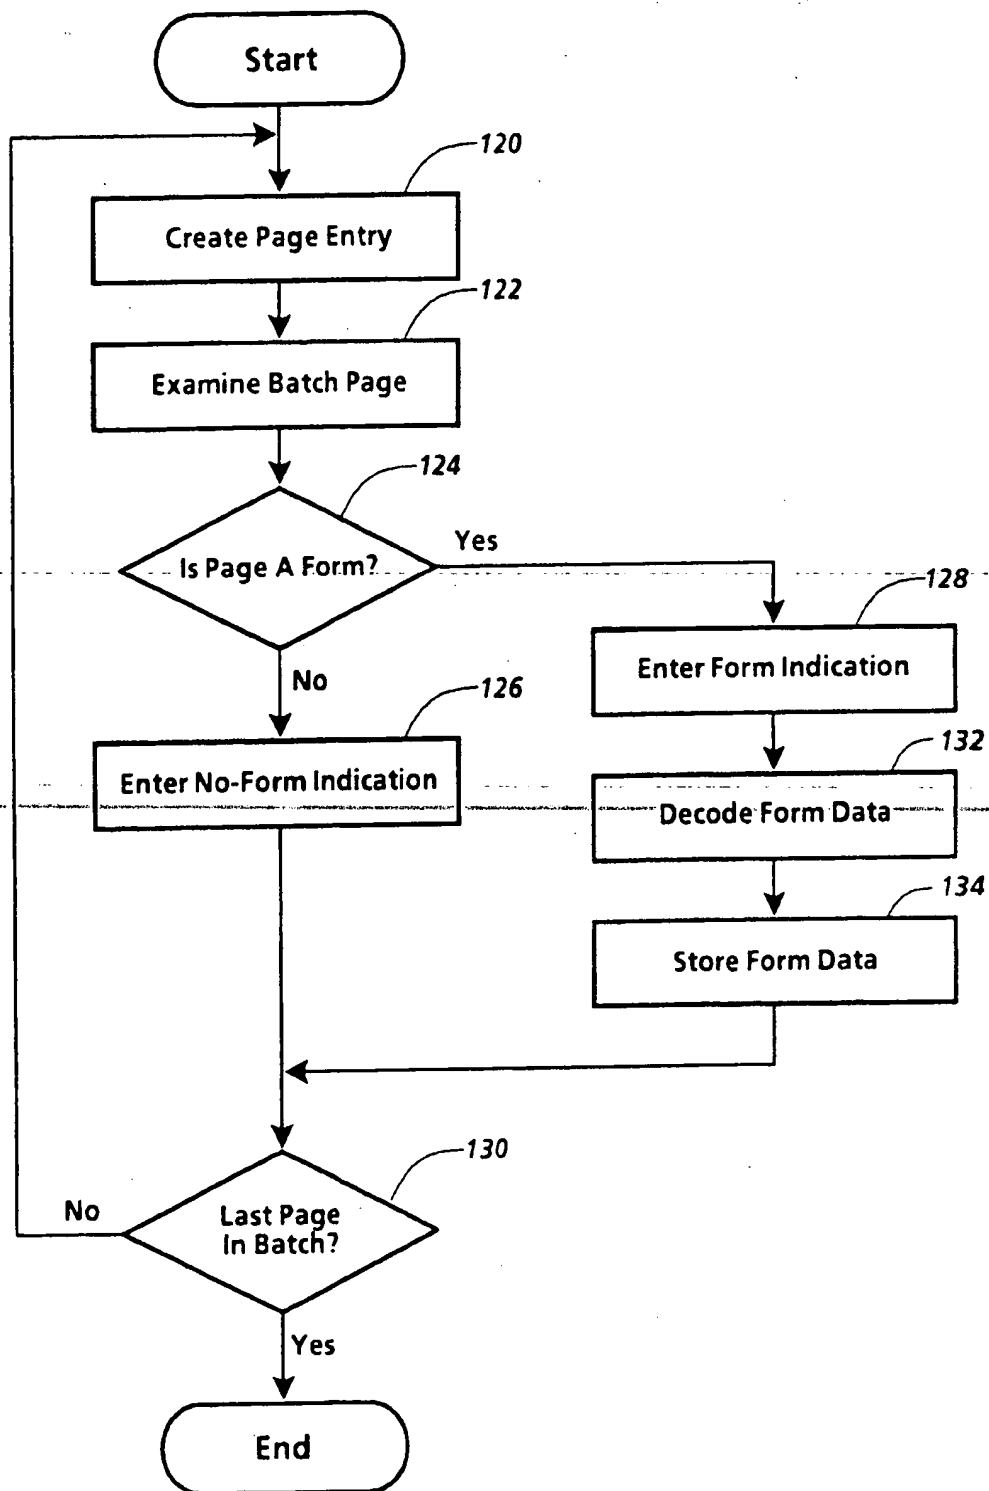 Start
120
Create Page Entry
122
Examine Batch Page
124
Is Page A Form?
Yes
128
Enter Form Indication
No
126
Enter No-Form Indication
132
Decode Form Data
134
Store Form Data
130
No
Last Page
In Batch?
Yes
End